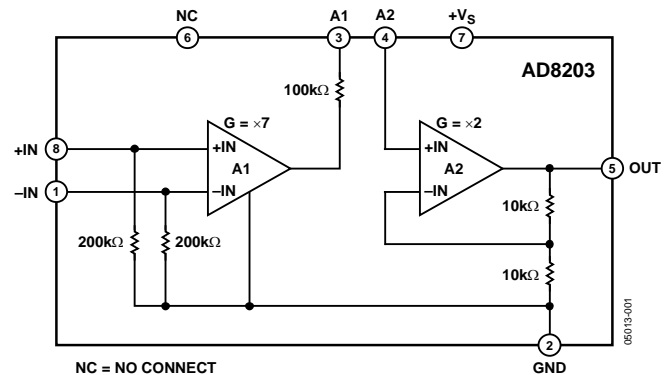 NC
A1
A2
+VS
6
3
4
7
AD8203
100kΩ
G = ×7
G = ×2
+IN
8
+IN
A1
+IN
A2
5
OUT
–IN
1
–IN
–IN
10kΩ
200kΩ
200kΩ
10kΩ
2
NC = NO CONNECT
GND
05013-001